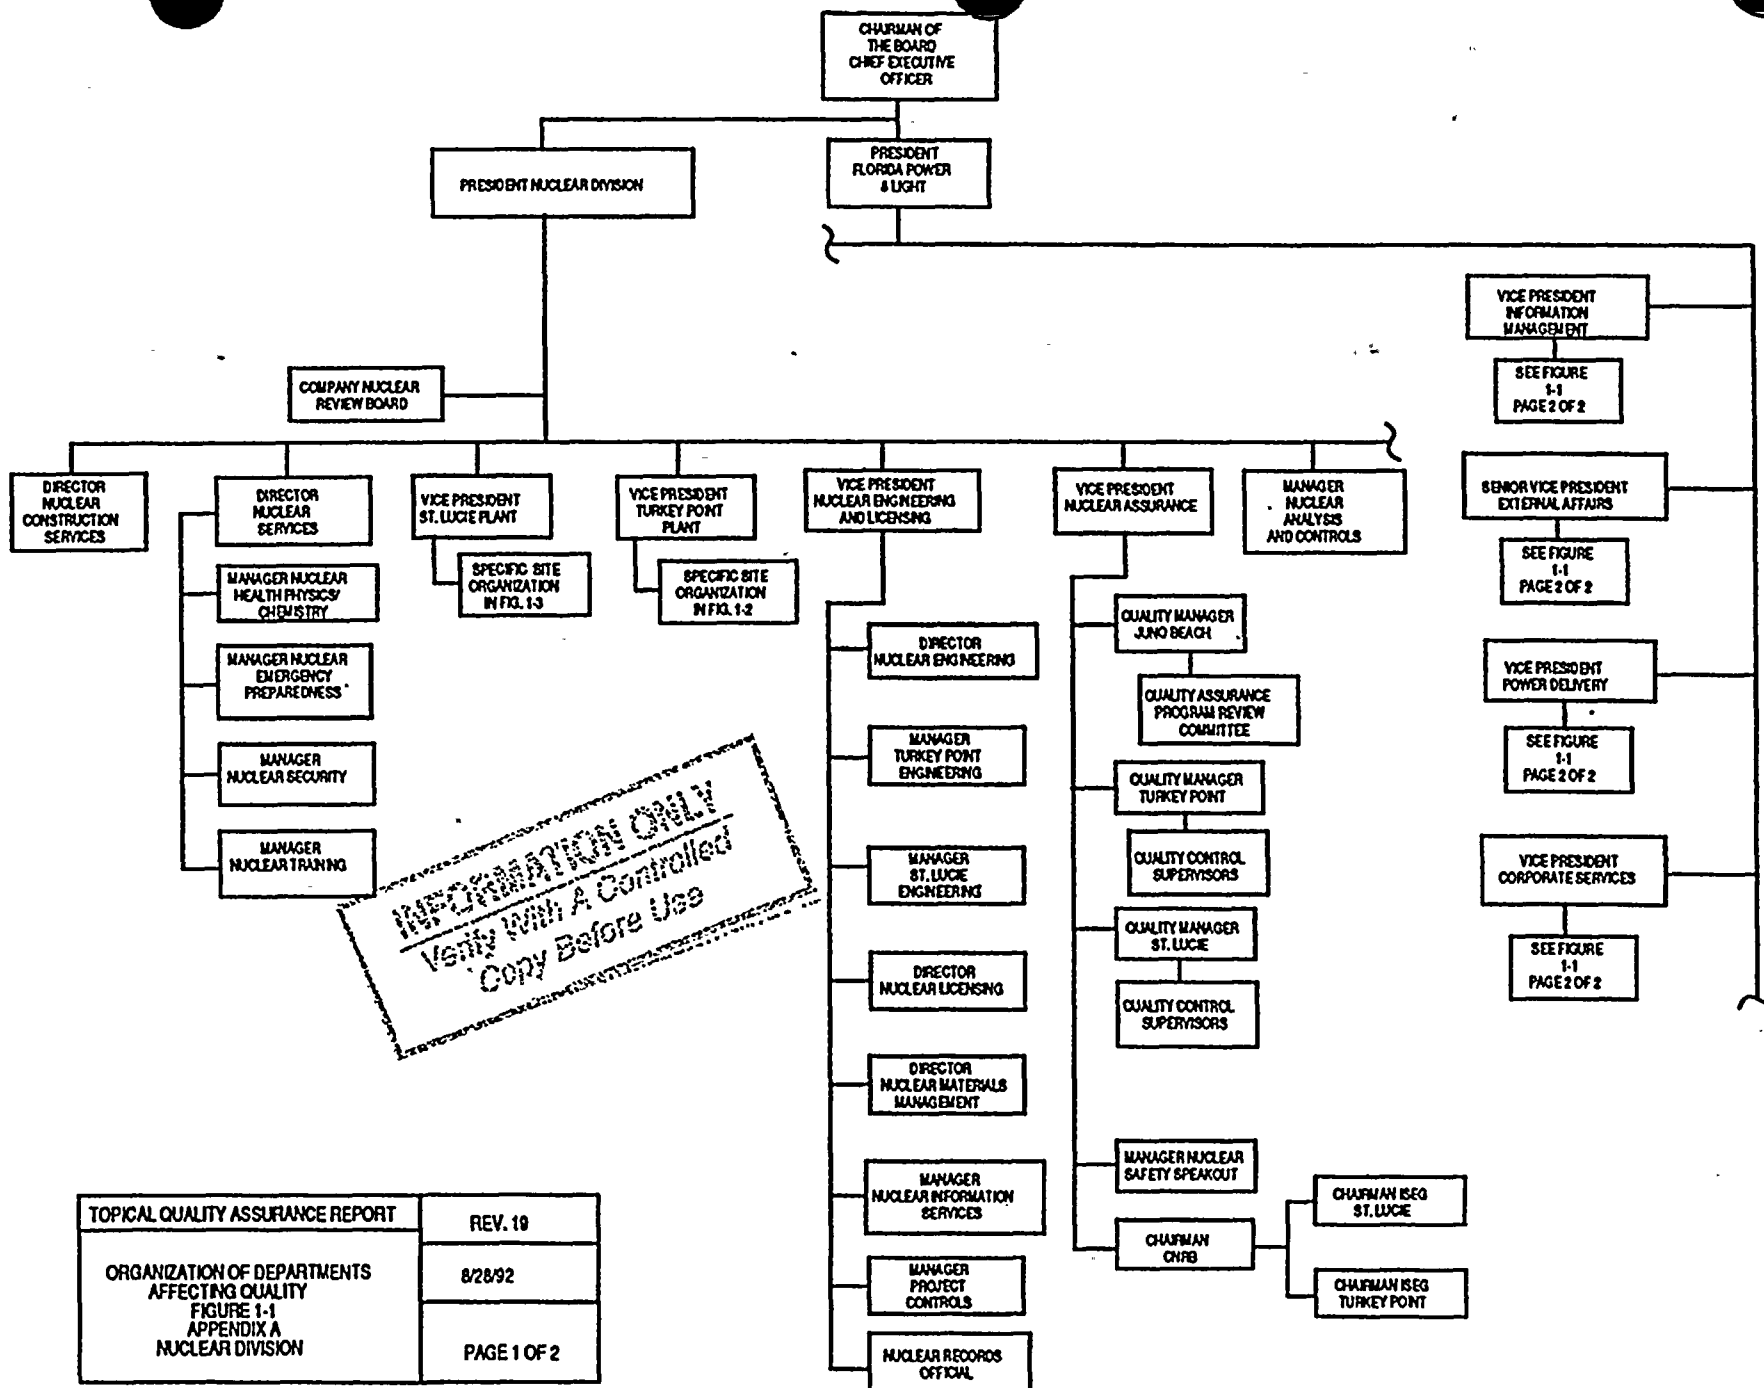 CHAIRMAN OF
THE BOARD
CHIEF EXECUTIVE
OFFICER
PRESIDENT NUCLEAR DIVISION
PRESIDENT
FLORIDA POWER
& LIGHT
VICE PRESIDENT
INFORMATION
MANAGEMENT
SEE FIGURE
1-1
PAGE 2 OF 2
COMPANY NUCLEAR
REVIEW BOARD
DIRECTOR
NUCLEAR
CONSTRUCTION
SERVICES
DIRECTOR
NUCLEAR
SERVICES
VICE PRESIDENT
ST. LUCIE PLANT
VICE PRESIDENT
TURKEY POINT
PLANT
VICE PRESIDENT
NUCLEAR ENGINEERING
AND LICENSING
VICE PRESIDENT
NUCLEAR ASSURANCE
MANAGER
NUCLEAR
ANALYSIS
AND CONTROLS
SENIOR VICE PRESIDENT
EXTERNAL AFFAIRS
SEE FIGURE
1-1
PAGE 2 OF 2
MANAGER NUCLEAR
HEALTH PHYSICS/
CHEMISTRY
MANAGER NUCLEAR
EMERGENCY
PREPAREDNESS
MANAGER
NUCLEAR SECURITY
MANAGER
NUCLEAR TRAINING
SPECIFIC SITE
ORGANIZATION
IN FIG. 1-3
SPECIFIC SITE
ORGANIZATION
IN FIG. 1-2
DIRECTOR
NUCLEAR ENGINEERING
MANAGER
TURKEY POINT
ENGINEERING
MANAGER
ST. LUCIE
ENGINEERING
DIRECTOR
NUCLEAR LICENSING
DIRECTOR
NUCLEAR MATERIALS
MANAGEMENT
MANAGER
NUCLEAR INFORMATION
SERVICES
MANAGER
PROJECT
CONTROLS
NUCLEAR RECORDS
OFFICIAL
QUALITY MANAGER
JUNO BEACH
QUALITY ASSURANCE
PROGRAM REVIEW
COMMITTEE
QUALITY MANAGER
TURKEY POINT
QUALITY CONTROL
SUPERVISORS
QUALITY MANAGER
ST. LUCIE
QUALITY CONTROL
SUPERVISORS
MANAGER NUCLEAR
SAFETY SPEAKOUT
CHAIRMAN
CNRB
CHAIRMAN ISEG
ST. LUCIE
CHAIRMAN ISEG
TURKEY POINT
VICE PRESIDENT
POWER DELIVERY
SEE FIGURE
1-1
PAGE 2 OF 2
VICE PRESIDENT
CORPORATE SERVICES
SEE FIGURE
1-1
PAGE 2 OF 2
INFORMATION ONLY
Verify With A Controlled
Copy Before Use
TOPICAL QUALITY ASSURANCE REPORT
REV. 19
ORGANIZATION OF DEPARTMENTS
AFFECTING QUALITY
FIGURE 1-1
APPENDIX A
NUCLEAR DIVISION
8/28/92
PAGE 1 OF 2